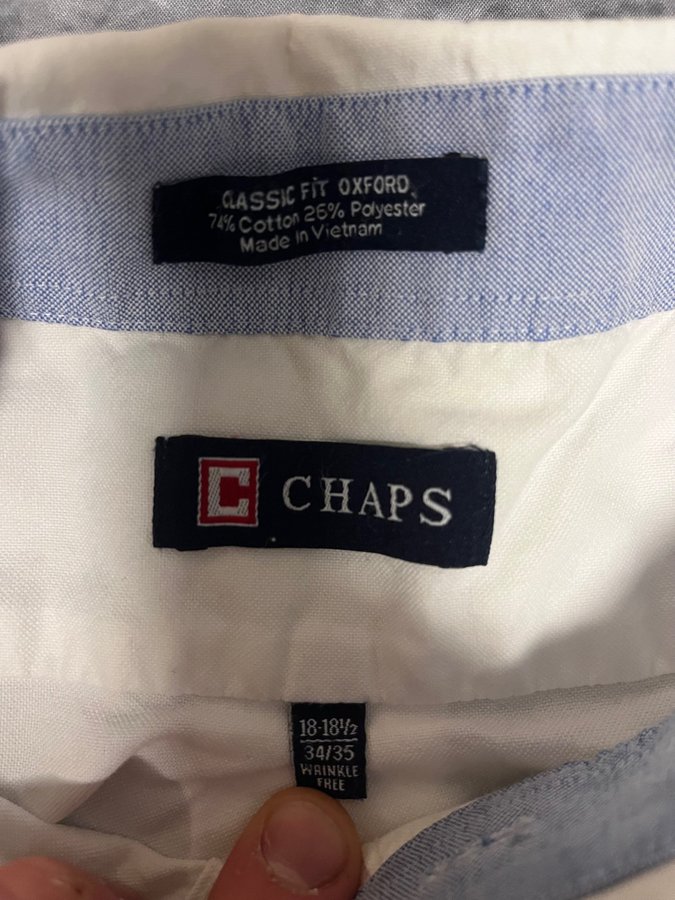 CLASSIC FIT OXFORD
74% Cotton 26% Polyester
Made in Vietnam
C CHAPS
18-18½
34/35
WRINKLE
FREE